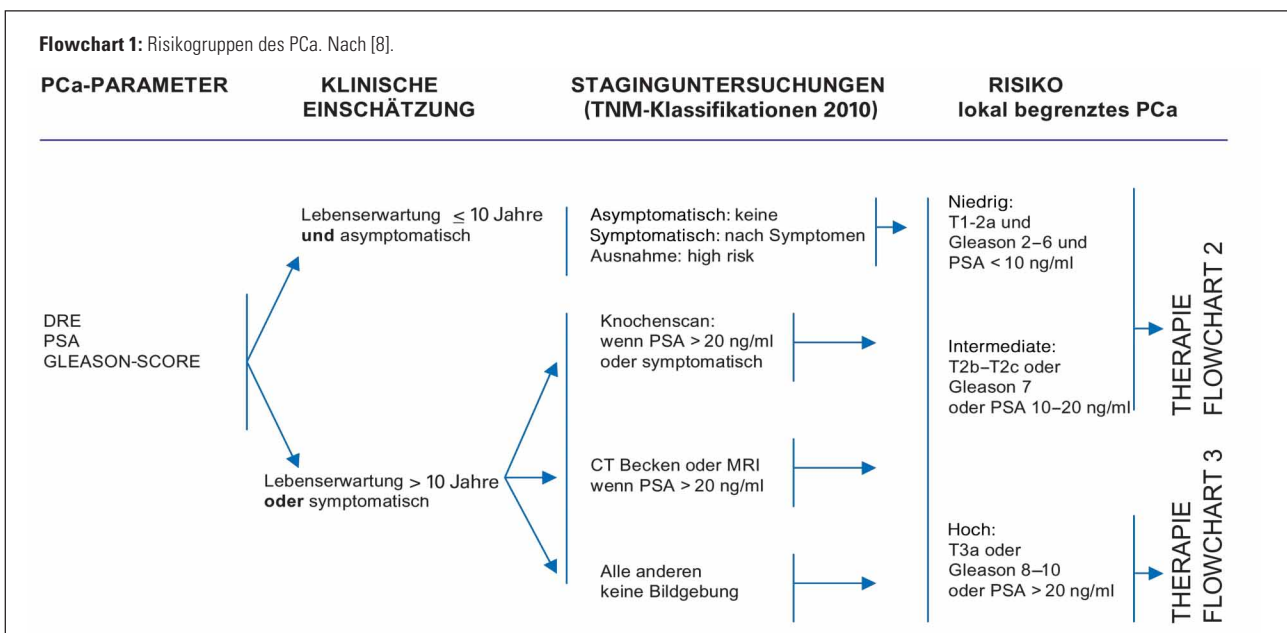 Flowchart 1: Risikogruppen des PCa. Nach [8].
PCa-PARAMETER
KLINISCHE
EINSCHÄTZUNG
STAGINGUNTERSUCHUNGEN
(TNM-Klassifikationen 2010)
RISIKO
lokal begrenztes PCa
DRE
PSA
GLEASON-SCORE
Lebenserwartung ≤ 10 Jahre
und asymptomatisch
Lebenserwartung > 10 Jahre
oder symptomatisch
Asymptomatisch: keine
Symptomatisch: nach Symptomen
Ausnahme: high risk
Knochenscan:
wenn PSA > 20 ng/ml
oder symptomatisch
CT Becken oder MRI
wenn PSA > 20 ng/ml
Alle anderen
keine Bildgebung
Niedrig:
T1-2a und
Gleason 2–6 und
PSA < 10 ng/ml
Intermediate:
T2b–T2c oder
Gleason 7
oder PSA 10–20 ng/ml
Hoch:
T3a oder
Gleason 8–10
oder PSA > 20 ng/ml
THERAPIE
FLOWCHART 2
THERAPIE
FLOWCHART 3